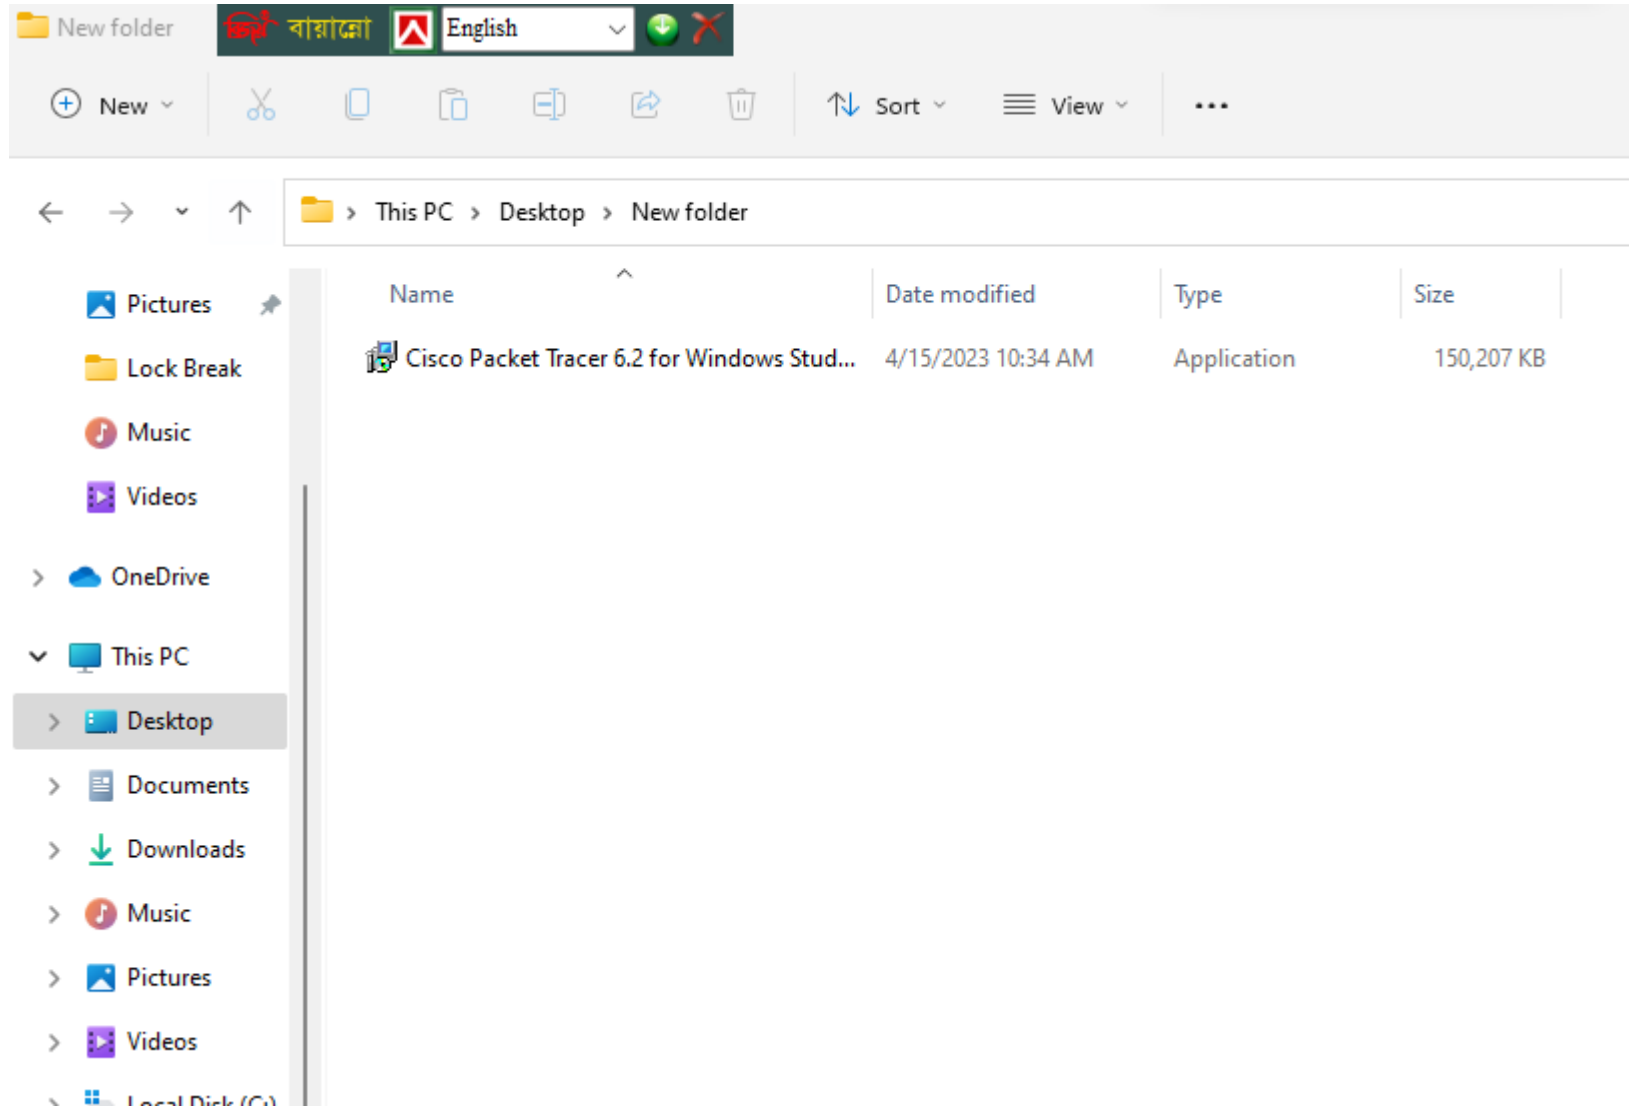 New folder বায়ান্নো English
New Sort View
This PC > Desktop > New folder
Name Date modified Type Size
Cisco Packet Tracer 6.2 for Windows Stud... 4/15/2023 10:34 AM Application 150,207 KB
Pictures
Lock Break
Music
Videos
OneDrive
This PC
Desktop
Documents
Downloads
Music
Pictures
Videos
Local Disk (C:)